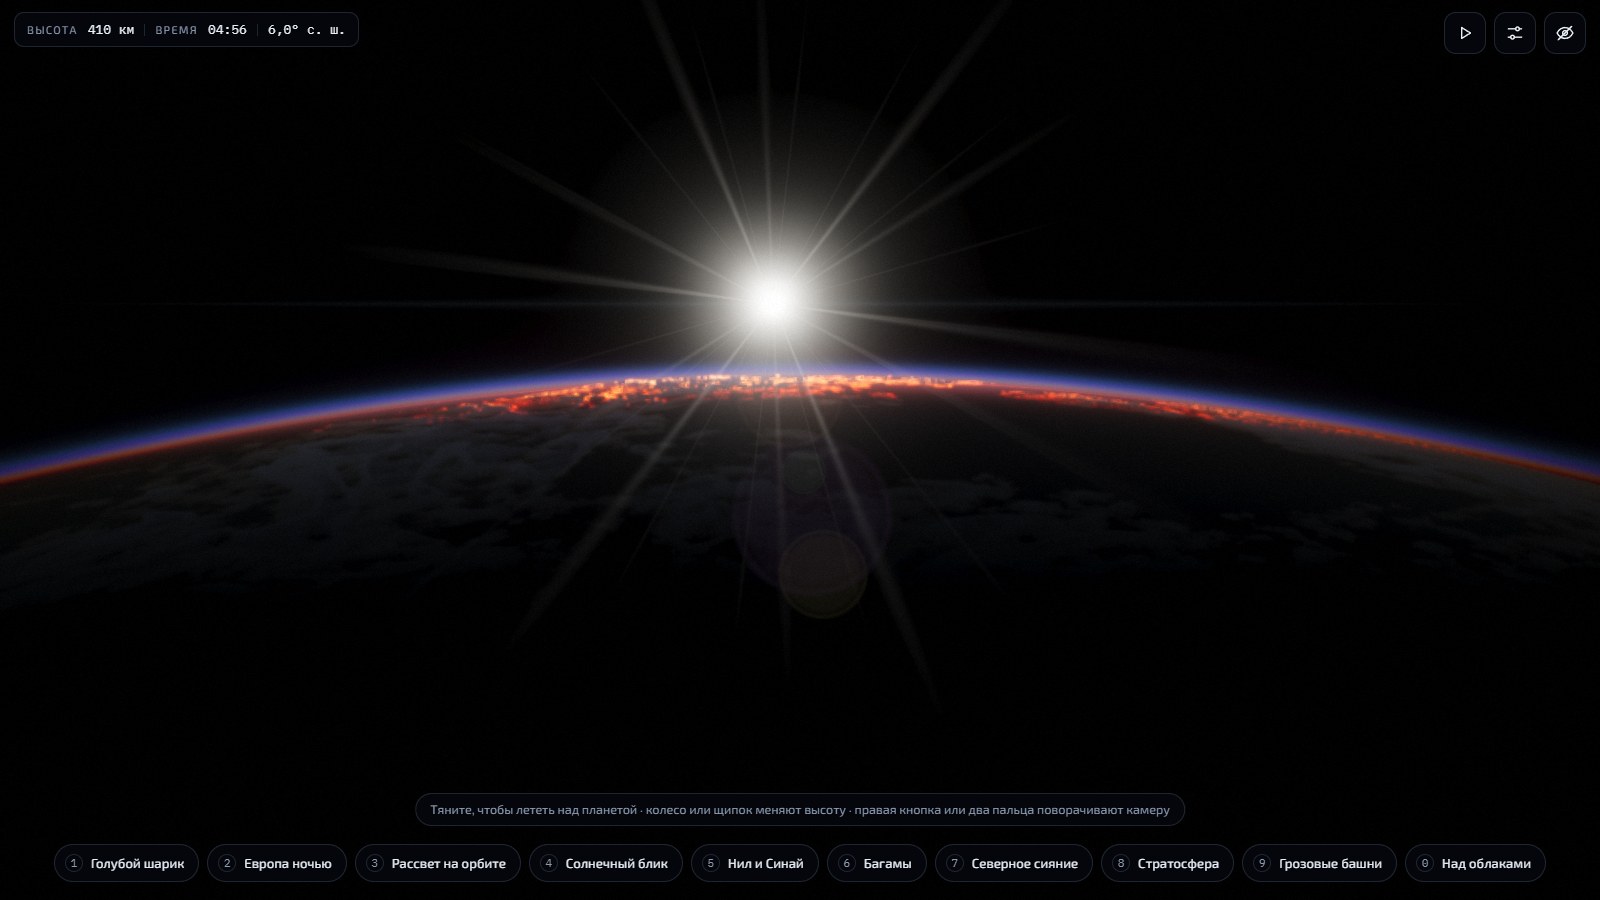 ВЫСОТА 410 км ВРЕМЯ 04:56 6,0° с. ш.
Тяните, чтобы лететь над планетой · колесо или щипок меняют высоту · правая кнопка или два пальца поворачивают камеру
1 Голубой шарик 2 Европа ночью 3 Рассвет на орбите 4 Солнечный блик 5 Нил и Синай 6 Багамы 7 Северное сияние 8 Стратосфера 9 Грозовые башни 0 Над облаками